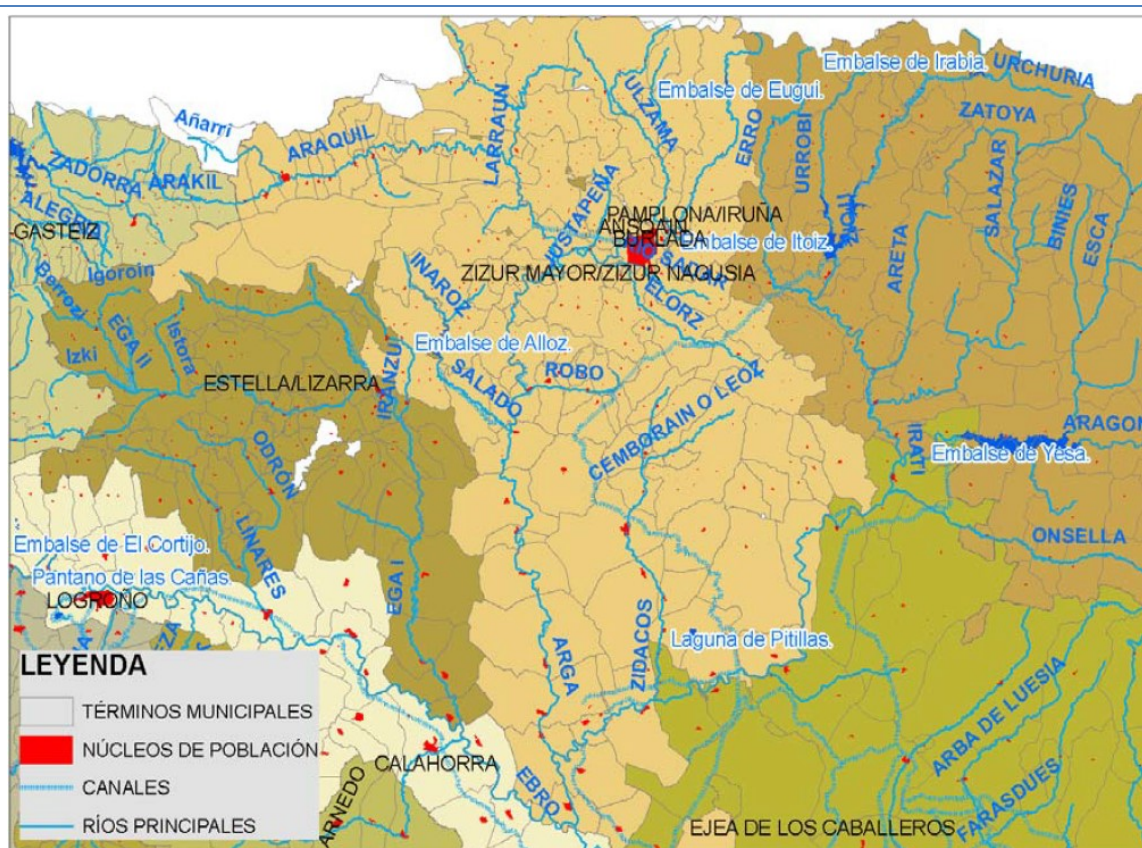 Embalse de Irabia.
URCHURIA
Embalse de Eugui.
ULZAMA
ZATOYA
Añarri
ARAQUIL
LARRAUN
ERRO
URROBI
ZADORRA
ARAKIL
SALAZAR
BINIES
ESCA
ALEGRIA
-GASTEIZ
JUSTAPEÑA
PAMPLONA/IRUÑA
ANSOAIN
BURLADA
Embalse de Itoiz.
ARETA
ZIZUR MAYOR/ZIZUR NAGUSIA
ELORZ
Igoroin
Berrozi
INAROZ
EGA II
Istora
Izki
Embalse de Alloz.
IRANZU
ESTELLA/LIZARRA
SALADO
ROBO
CEMBORAIN O LEOZ
IRATI
ARAGON
Embalse de Yesa.
ODRÓN
ONSELLA
LINARES
Embalse de El Cortijo.
Pantano de las Cañas.
LOGROÑO
EGA I
ARGA
ZIDACOS
Laguna de Pitillas.
ARBA DE LUESIA
FARASDUES
CALAHORRA
EBRO
ARNEDO
EJEA DE LOS CABALLEROS
LEYENDA
TÉRMINOS MUNICIPALES
NÚCLEOS DE POBLACIÓN
CANALES
RÍOS PRINCIPALES